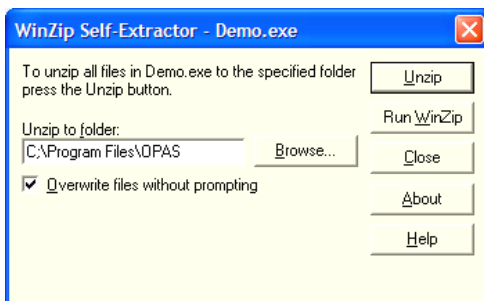 WinZip Self-Extractor - Demo.exe
To unzip all files in Demo.exe to the specified folder
press the Unzip button.
Unzip to folder:
C:\Program Files\OPAS
Browse...
Overwrite files without prompting
Unzip
Run WinZip
Close
About
Help